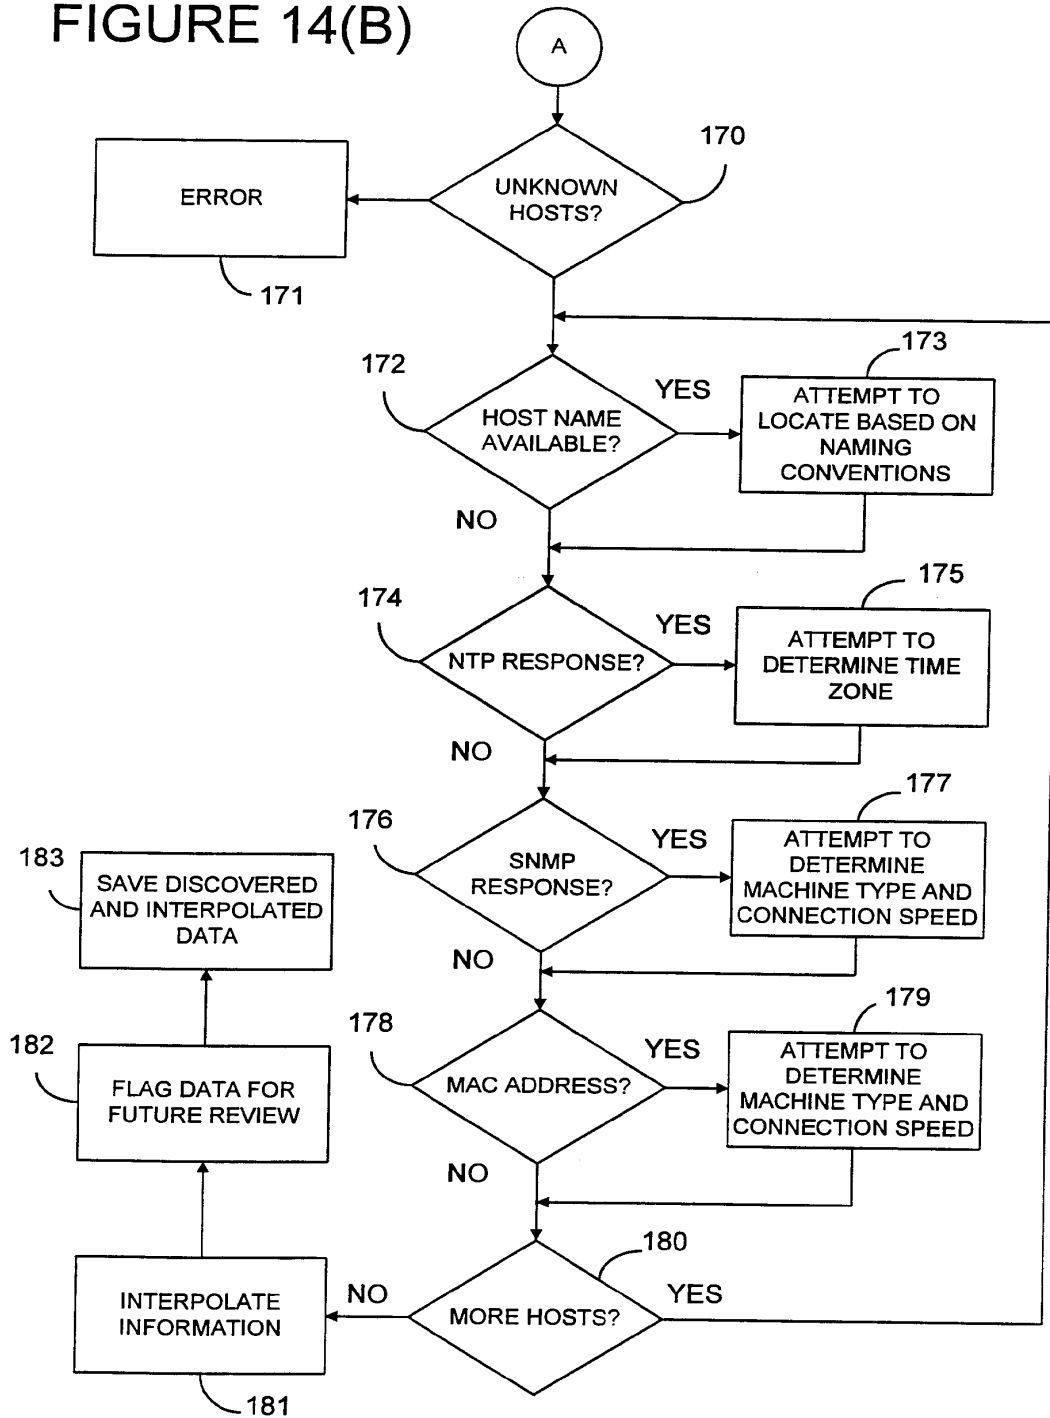 FIGURE 14(B)
A
170
UNKNOWN
HOSTS?
ERROR
171
172
HOST NAME
AVAILABLE?
YES
173
ATTEMPT TO
LOCATE BASED ON
NAMING
CONVENTIONS
NO
174
NTP RESPONSE?
YES
175
ATTEMPT TO
DETERMINE TIME
ZONE
NO
176
SNMP
RESPONSE?
YES
177
ATTEMPT TO
DETERMINE
MACHINE TYPE AND
CONNECTION SPEED
NO
178
MAC ADDRESS?
YES
179
ATTEMPT TO
DETERMINE
MACHINE TYPE AND
CONNECTION SPEED
NO
180
MORE HOSTS?
YES
NO
INTERPOLATE
INFORMATION
181
182
FLAG DATA FOR
FUTURE REVIEW
183
SAVE DISCOVERED
AND INTERPOLATED
DATA